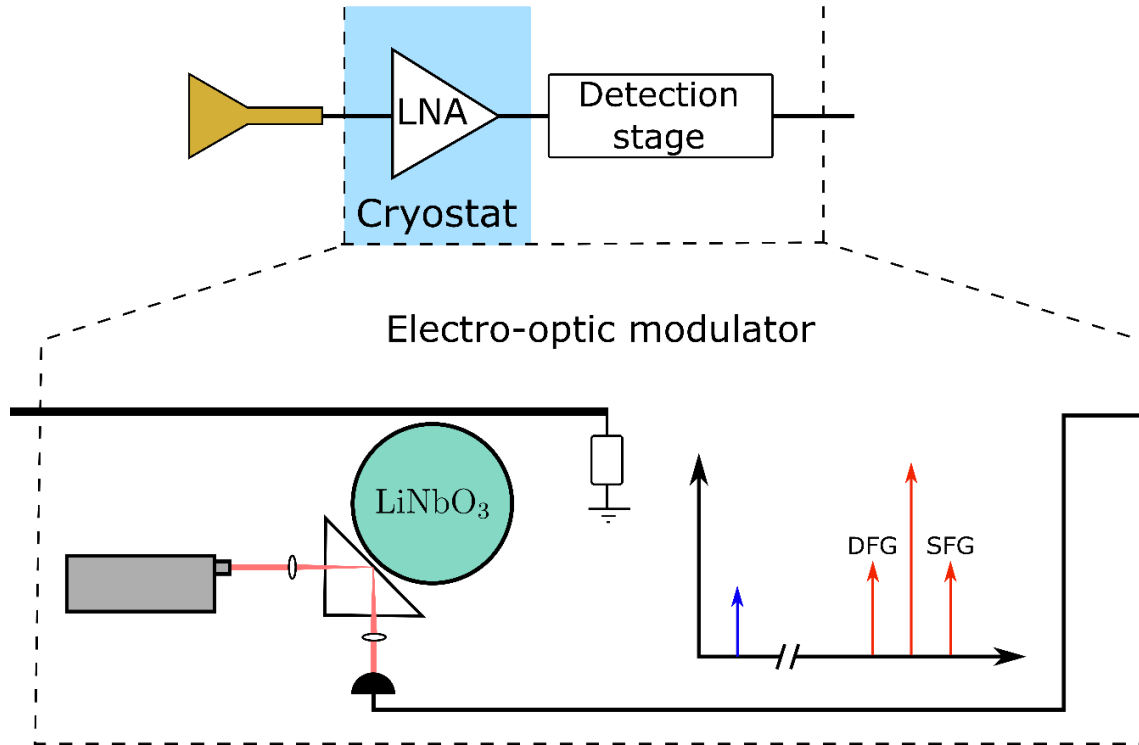 LNA
Detection
stage
Cryostat
Electro-optic modulator
LiNbO₃
DFG
SFG